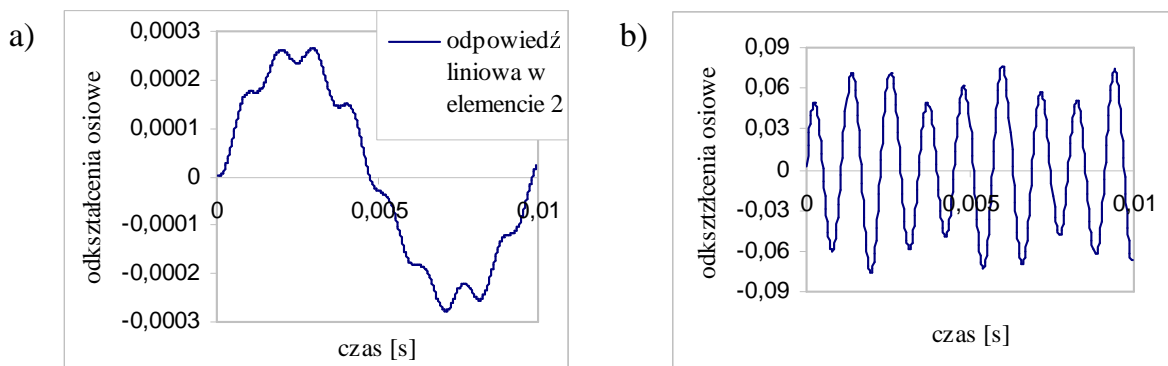 a)
0,0003
0,0002
0,0001
0
-0,0001
-0,0002
-0,0003
odkształcenia osiowe
0
0,005
0,01
czas [s]
odpowiedź
liniowa w
elemencie 2
b)
0,09
0,06
0,03
0
-0,03
-0,06
-0,09
odksztzłcenia osiowe
0
0,005
0,01
czas [s]